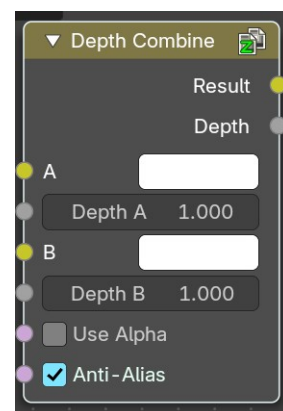 Depth Combine
Result
Depth
A
Depth A 1.000
B
Depth B 1.000
Use Alpha
Anti-Alias